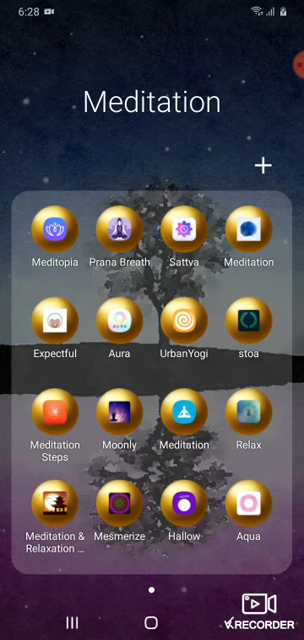 6:28
Meditation
+
Meditopia
Prana Breath
Sattva
Meditation
Expectful
Aura
UrbanYogi
stoa
Meditation
Steps
Moonly
Meditation
Relax
Meditation &
Relaxation ...
Mesmerize
Hallow
Aqua
XRECORDER